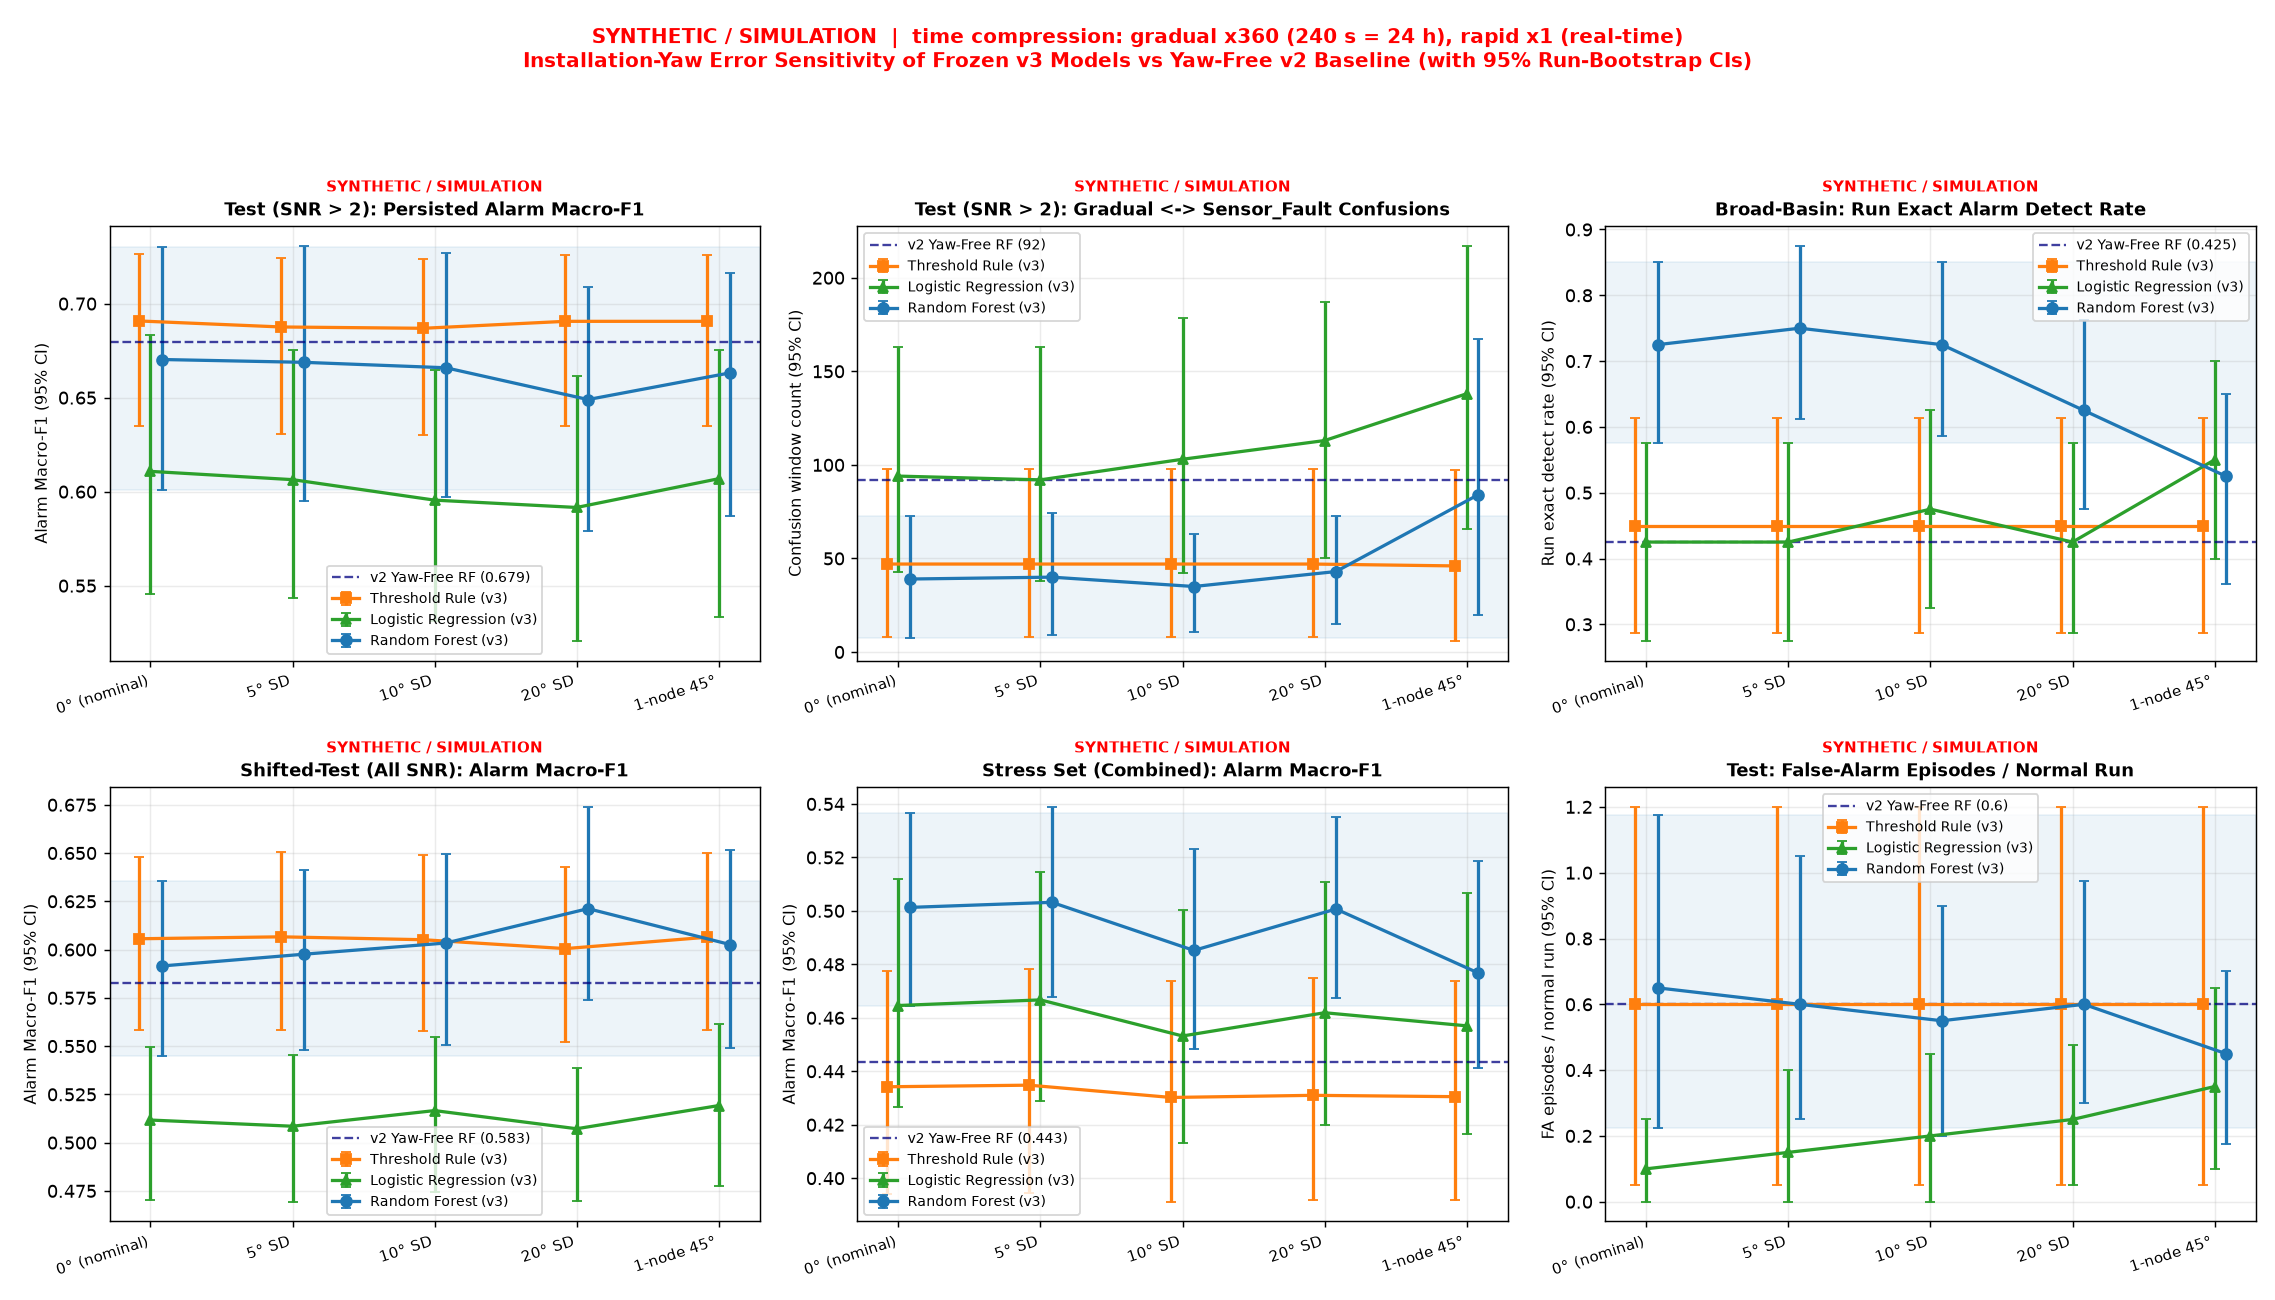 SYNTHETIC / SIMULATION | time compression: gradual x360 (240 s = 24 h), rapid x1 (real-time)
Installation-Yaw Error Sensitivity of Frozen v3 Models vs Yaw-Free v2 Baseline (with 95% Run-Bootstrap CIs)
SYNTHETIC / SIMULATION
Test (SNR > 2): Persisted Alarm Macro-F1
Alarm Macro-F1 (95% CI)
0.70
0.65
0.60
0.55
v2 Yaw-Free RF (0.679)
Threshold Rule (v3)
Logistic Regression (v3)
Random Forest (v3)
0° (nominal)
5° SD
10° SD
20° SD
1-node 45°
SYNTHETIC / SIMULATION
Test (SNR > 2): Gradual <-> Sensor_Fault Confusions
Confusion window count (95% CI)
200
150
100
50
0
v2 Yaw-Free RF (92)
Threshold Rule (v3)
Logistic Regression (v3)
Random Forest (v3)
0° (nominal)
5° SD
10° SD
20° SD
1-node 45°
SYNTHETIC / SIMULATION
Broad-Basin: Run Exact Alarm Detect Rate
Run exact detect rate (95% CI)
0.9
0.8
0.7
0.6
0.5
0.4
0.3
v2 Yaw-Free RF (0.425)
Threshold Rule (v3)
Logistic Regression (v3)
Random Forest (v3)
0° (nominal)
5° SD
10° SD
20° SD
1-node 45°
SYNTHETIC / SIMULATION
Shifted-Test (All SNR): Alarm Macro-F1
Alarm Macro-F1 (95% CI)
0.675
0.650
0.625
0.600
0.575
0.550
0.525
0.500
0.475
v2 Yaw-Free RF (0.583)
Threshold Rule (v3)
Logistic Regression (v3)
Random Forest (v3)
0° (nominal)
5° SD
10° SD
20° SD
1-node 45°
SYNTHETIC / SIMULATION
Stress Set (Combined): Alarm Macro-F1
Alarm Macro-F1 (95% CI)
0.54
0.52
0.50
0.48
0.46
0.44
0.42
0.40
v2 Yaw-Free RF (0.443)
Threshold Rule (v3)
Logistic Regression (v3)
Random Forest (v3)
0° (nominal)
5° SD
10° SD
20° SD
1-node 45°
SYNTHETIC / SIMULATION
Test: False-Alarm Episodes / Normal Run
FA episodes / normal run (95% CI)
1.2
1.0
0.8
0.6
0.4
0.2
0.0
v2 Yaw-Free RF (0.6)
Threshold Rule (v3)
Logistic Regression (v3)
Random Forest (v3)
0° (nominal)
5° SD
10° SD
20° SD
1-node 45°